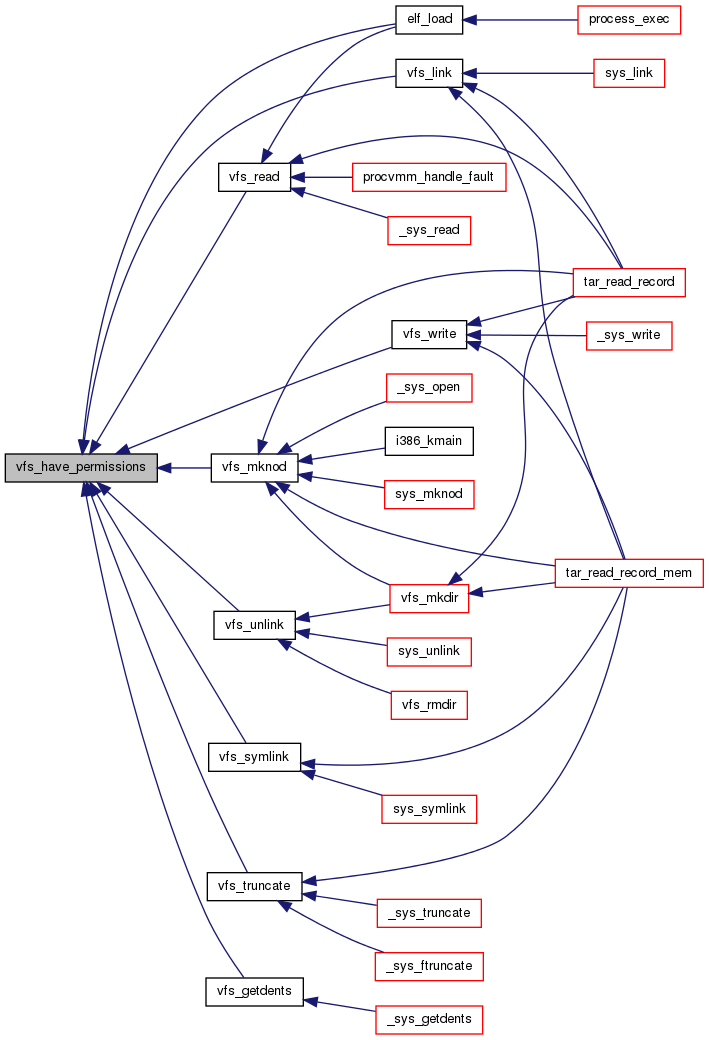 elf_load
process_exec
vfs_link
sys_link
vfs_read
procvmm_handle_fault
_sys_read
tar_read_record
vfs_write
_sys_write
_sys_open
i386_kmain
vfs_have_permissions
vfs_mknod
sys_mknod
tar_read_record_mem
vfs_mkdir
vfs_unlink
sys_unlink
vfs_rmdir
vfs_symlink
sys_symlink
vfs_truncate
_sys_truncate
_sys_ftruncate
vfs_getdents
_sys_getdents